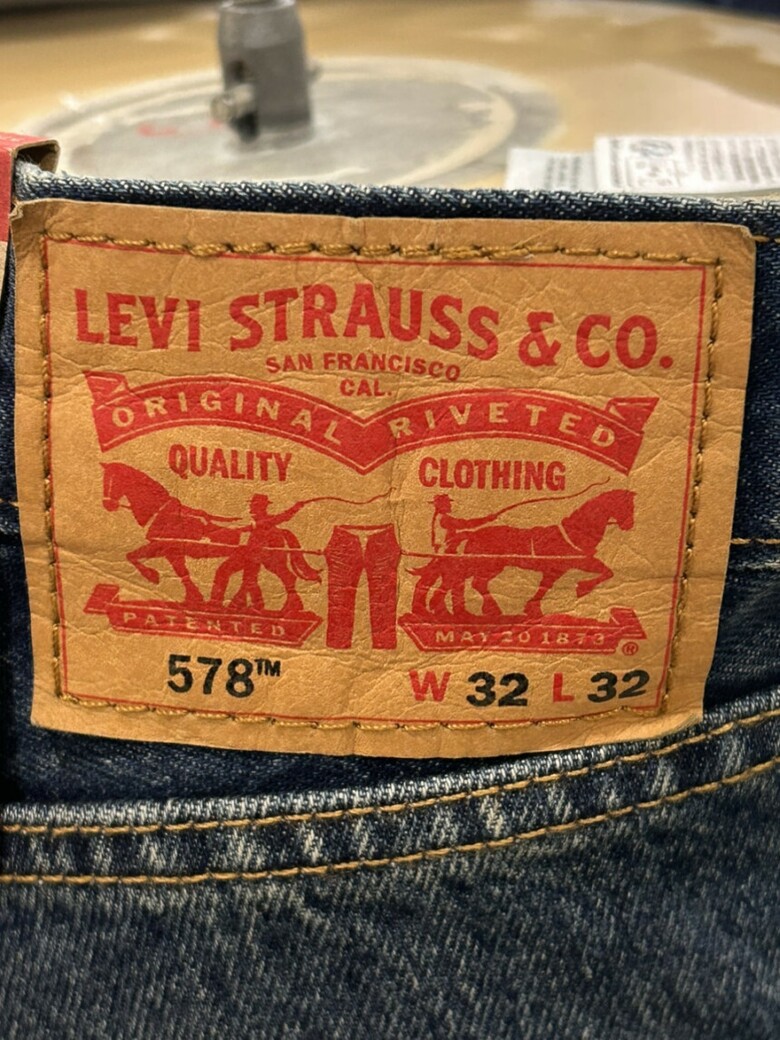 LEVI STRAUSS & CO.
SAN FRANCISCO
CAL.
ORIGINAL RIVETED
QUALITY CLOTHING
PATENTED MAY 20 1873 ®
578™ W 32 L 32